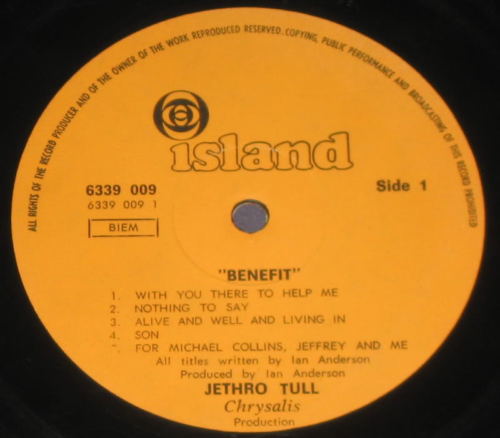 ALL RIGHTS OF THE RECORD PRODUCER AND OF THE OWNER OF THE WORK REPRODUCED RESERVED. COPYING, PUBLIC PERFORMANCE AND BROADCASTING OF THIS RECORD PROHIBITED
island
6339 009
Side 1
6339 009 1
BIEM
"BENEFIT"
1. WITH YOU THERE TO HELP ME
2. NOTHING TO SAY
3. ALIVE AND WELL AND LIVING IN
4. SON
FOR MICHAEL COLLINS, JEFFREY AND ME
All titles written by Ian Anderson
Produced by Ian Anderson
JETHRO TULL
Chrysalis
Production